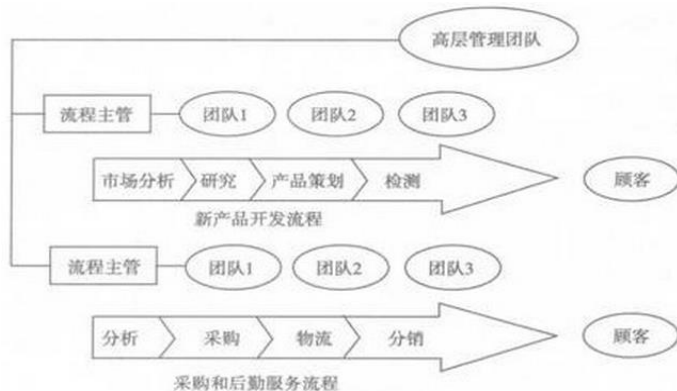 高层管理团队
流程主管 团队1 团队2 团队3
市场分析 研究 产品策划 检测 顾客
新产品开发流程
流程主管 团队1 团队2 团队3
分析 采购 物流 分销 顾客
采购和后勤服务流程